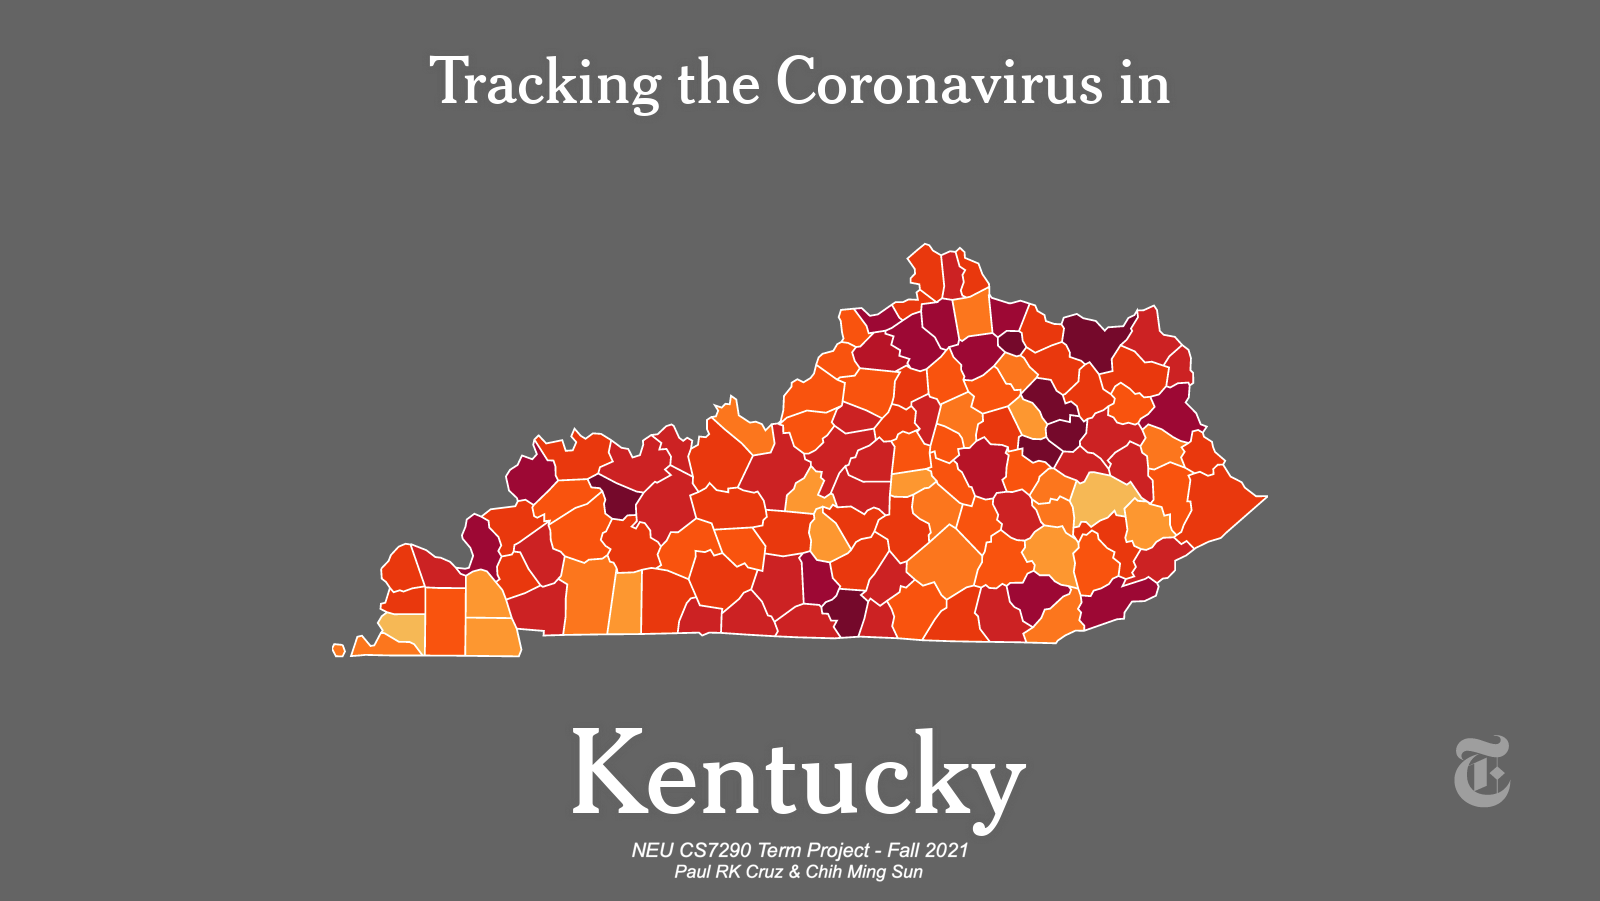 Tracking the Coronavirus in
Kentucky
NEU CS7290 Term Project - Fall 2021
Paul RK Cruz & Chih Ming Sun